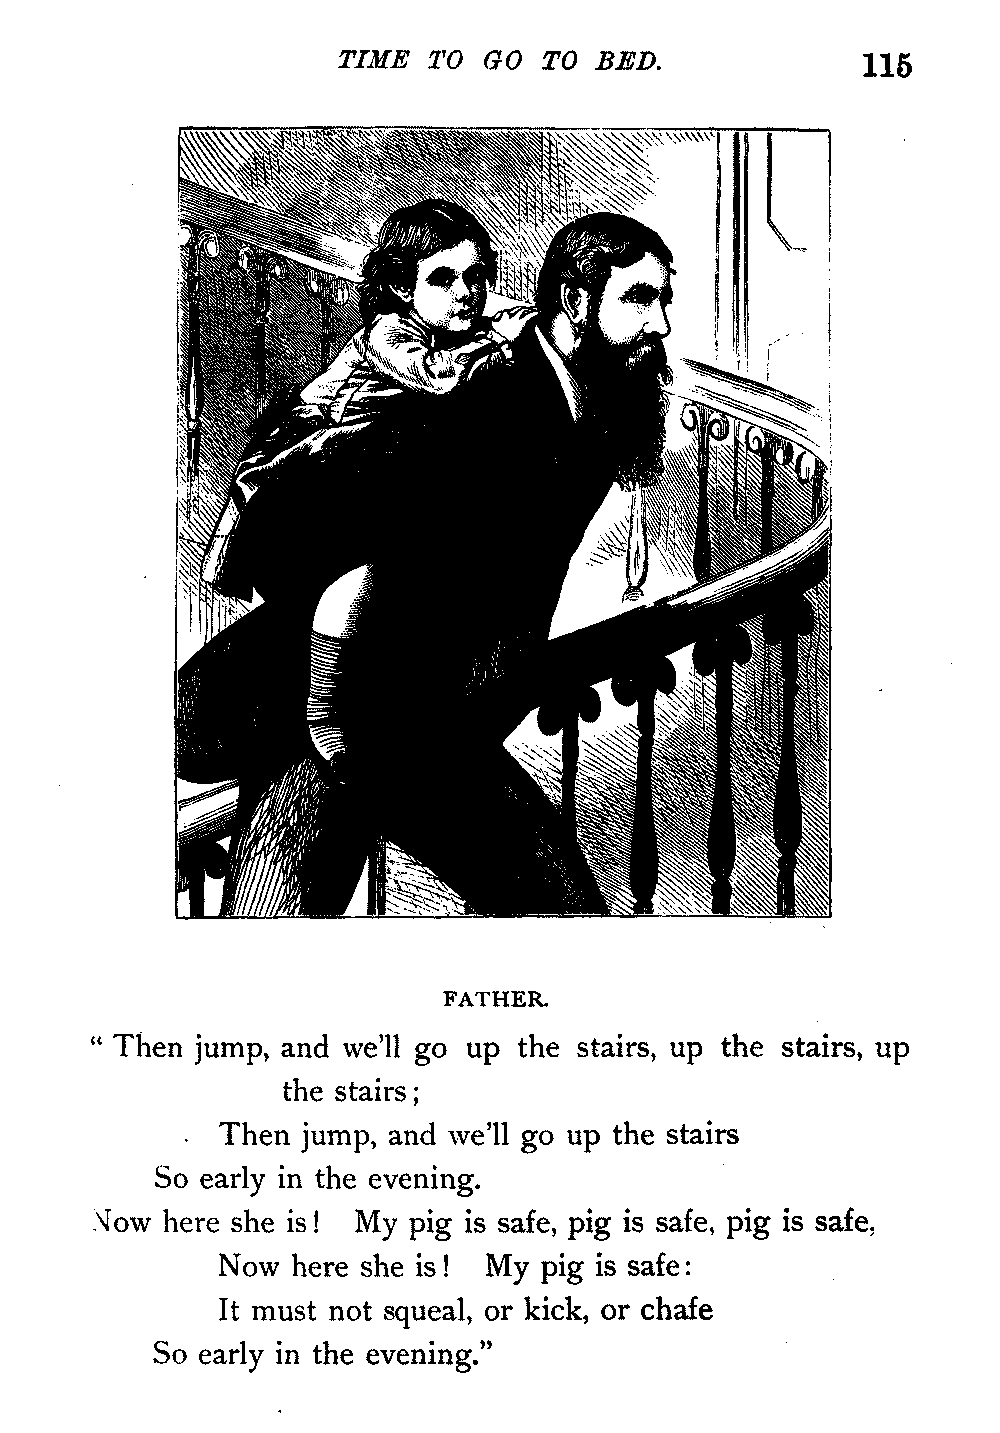 TIME TO GO TO BED. 115
FATHER.
“ Then jump, and we'll go up the stairs, up the stairs, up
the stairs;
Then jump, and we'll go up the stairs
So early in the evening.
Now here she is! My pig is safe, pig is safe, pig is safe,
Now here she is! My pig is safe:
It must not squeal, or kick, or chafe
So early in the evening.”